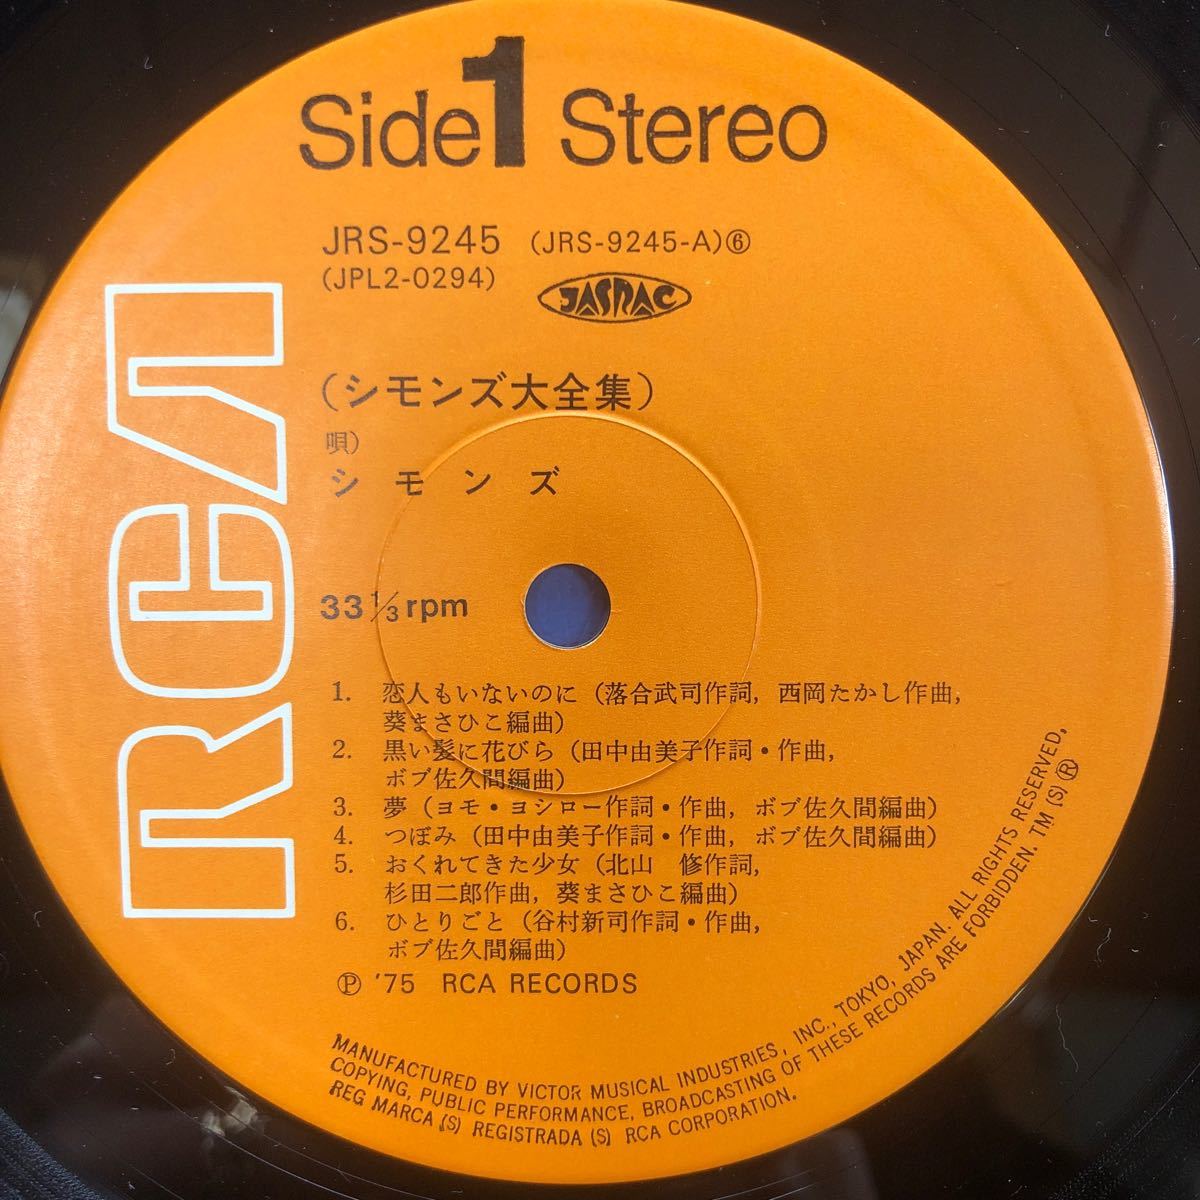 Side 1 Stereo
JRS-9245 (JRS-9245-A)⑥
(JPL2-0294)
JASRAC
RCA
(シモンズ大全集)
唄)
シモンズ
33 1/3 rpm
1. 恋人もいないのに (落合武司作詞, 西岡たかし作曲,
葵まさひこ編曲)
2. 黒い髪に花びら (田中由美子作詞・作曲,
ボブ佐久間編曲)
3. 夢 (ヨモ・ヨシロー作詞・作曲, ボブ佐久間編曲)
4. つぼみ (田中由美子作詞・作曲, ボブ佐久間編曲)
5. おくれてきた少女 (北山 修作詞,
杉田二郎作曲, 葵まさひこ編曲)
6. ひとりごと (谷村新司作詞・作曲,
ボブ佐久間編曲)
Ⓟ '75 RCA RECORDS
MANUFACTURED BY VICTOR MUSICAL INDUSTRIES, INC., TOKYO, JAPAN. ALL RIGHTS RESERVED,
COPYING, PUBLIC PERFORMANCE, BROADCASTING OF THESE RECORDS ARE FORBIDDEN. TM (S) Ⓡ
REG MARCA (S) REGISTRADA (S) RCA CORPORATION.